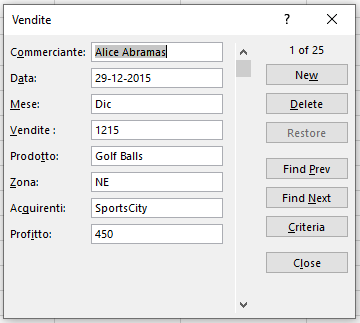 Vendite
? ×
Commerciante: Alice Abramas
Data: 29-12-2015
Mese: Dic
Vendite : 1215
Prodotto: Golf Balls
Zona: NE
Acquirenti: SportsCity
Profitto: 450
1 of 25
New
Delete
Restore
Find Prev
Find Next
Criteria
Close